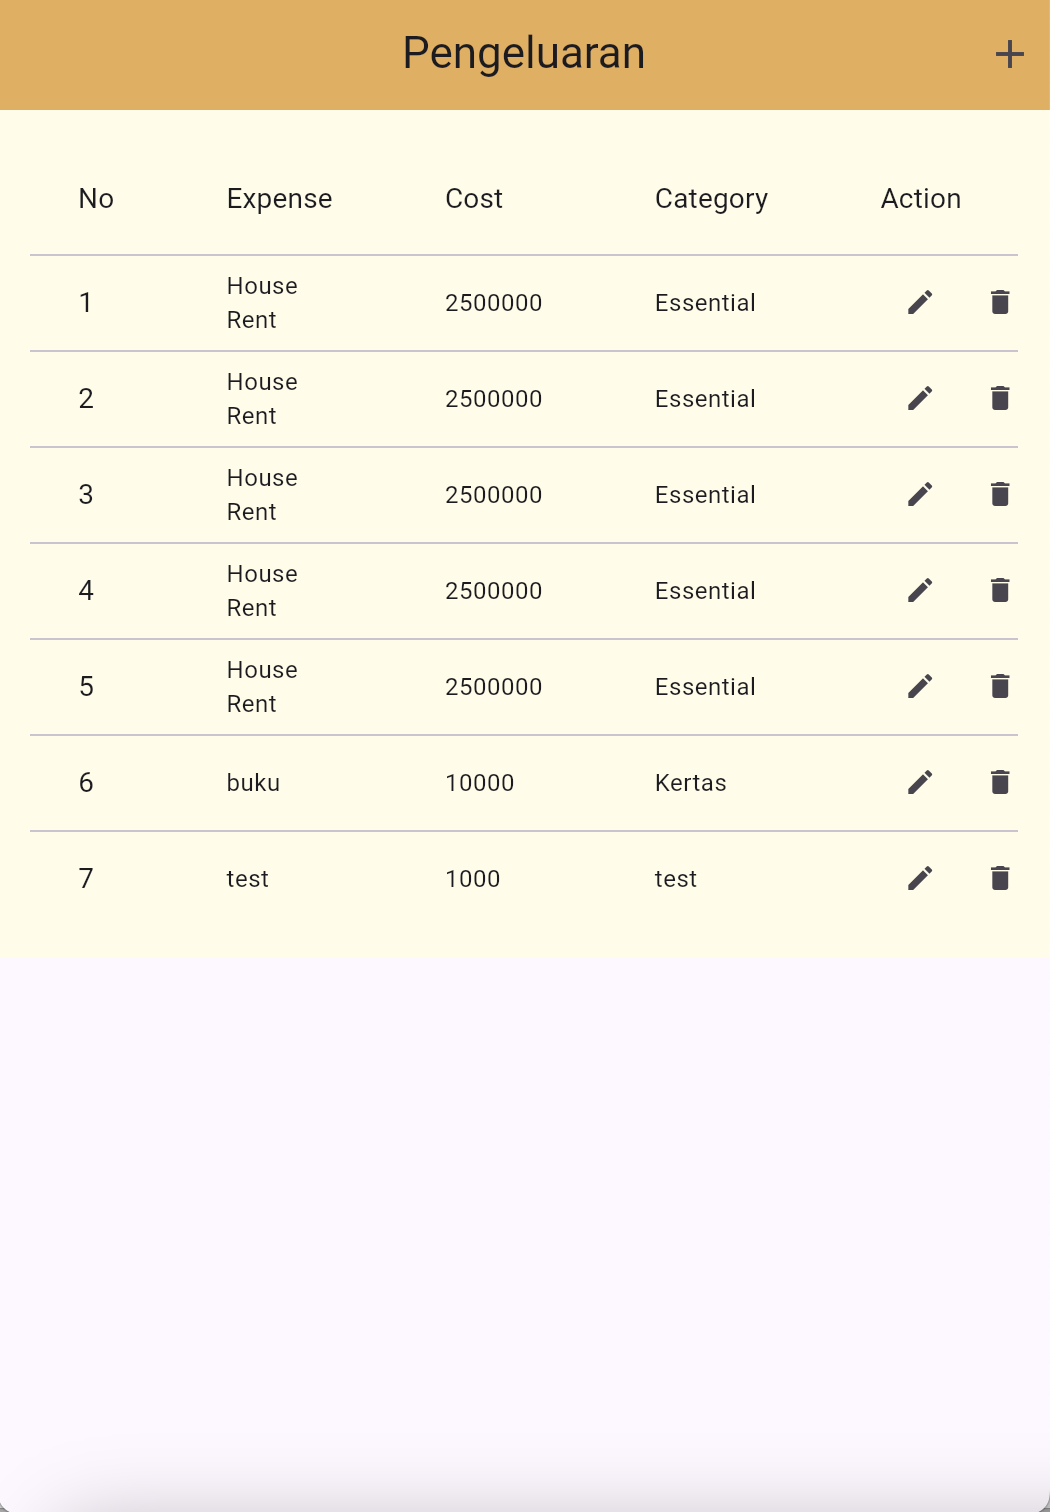 Pengeluaran
No Expense Cost Category Action
1 House Rent 2500000 Essential
2 House Rent 2500000 Essential
3 House Rent 2500000 Essential
4 House Rent 2500000 Essential
5 House Rent 2500000 Essential
6 buku 10000 Kertas
7 test 1000 test